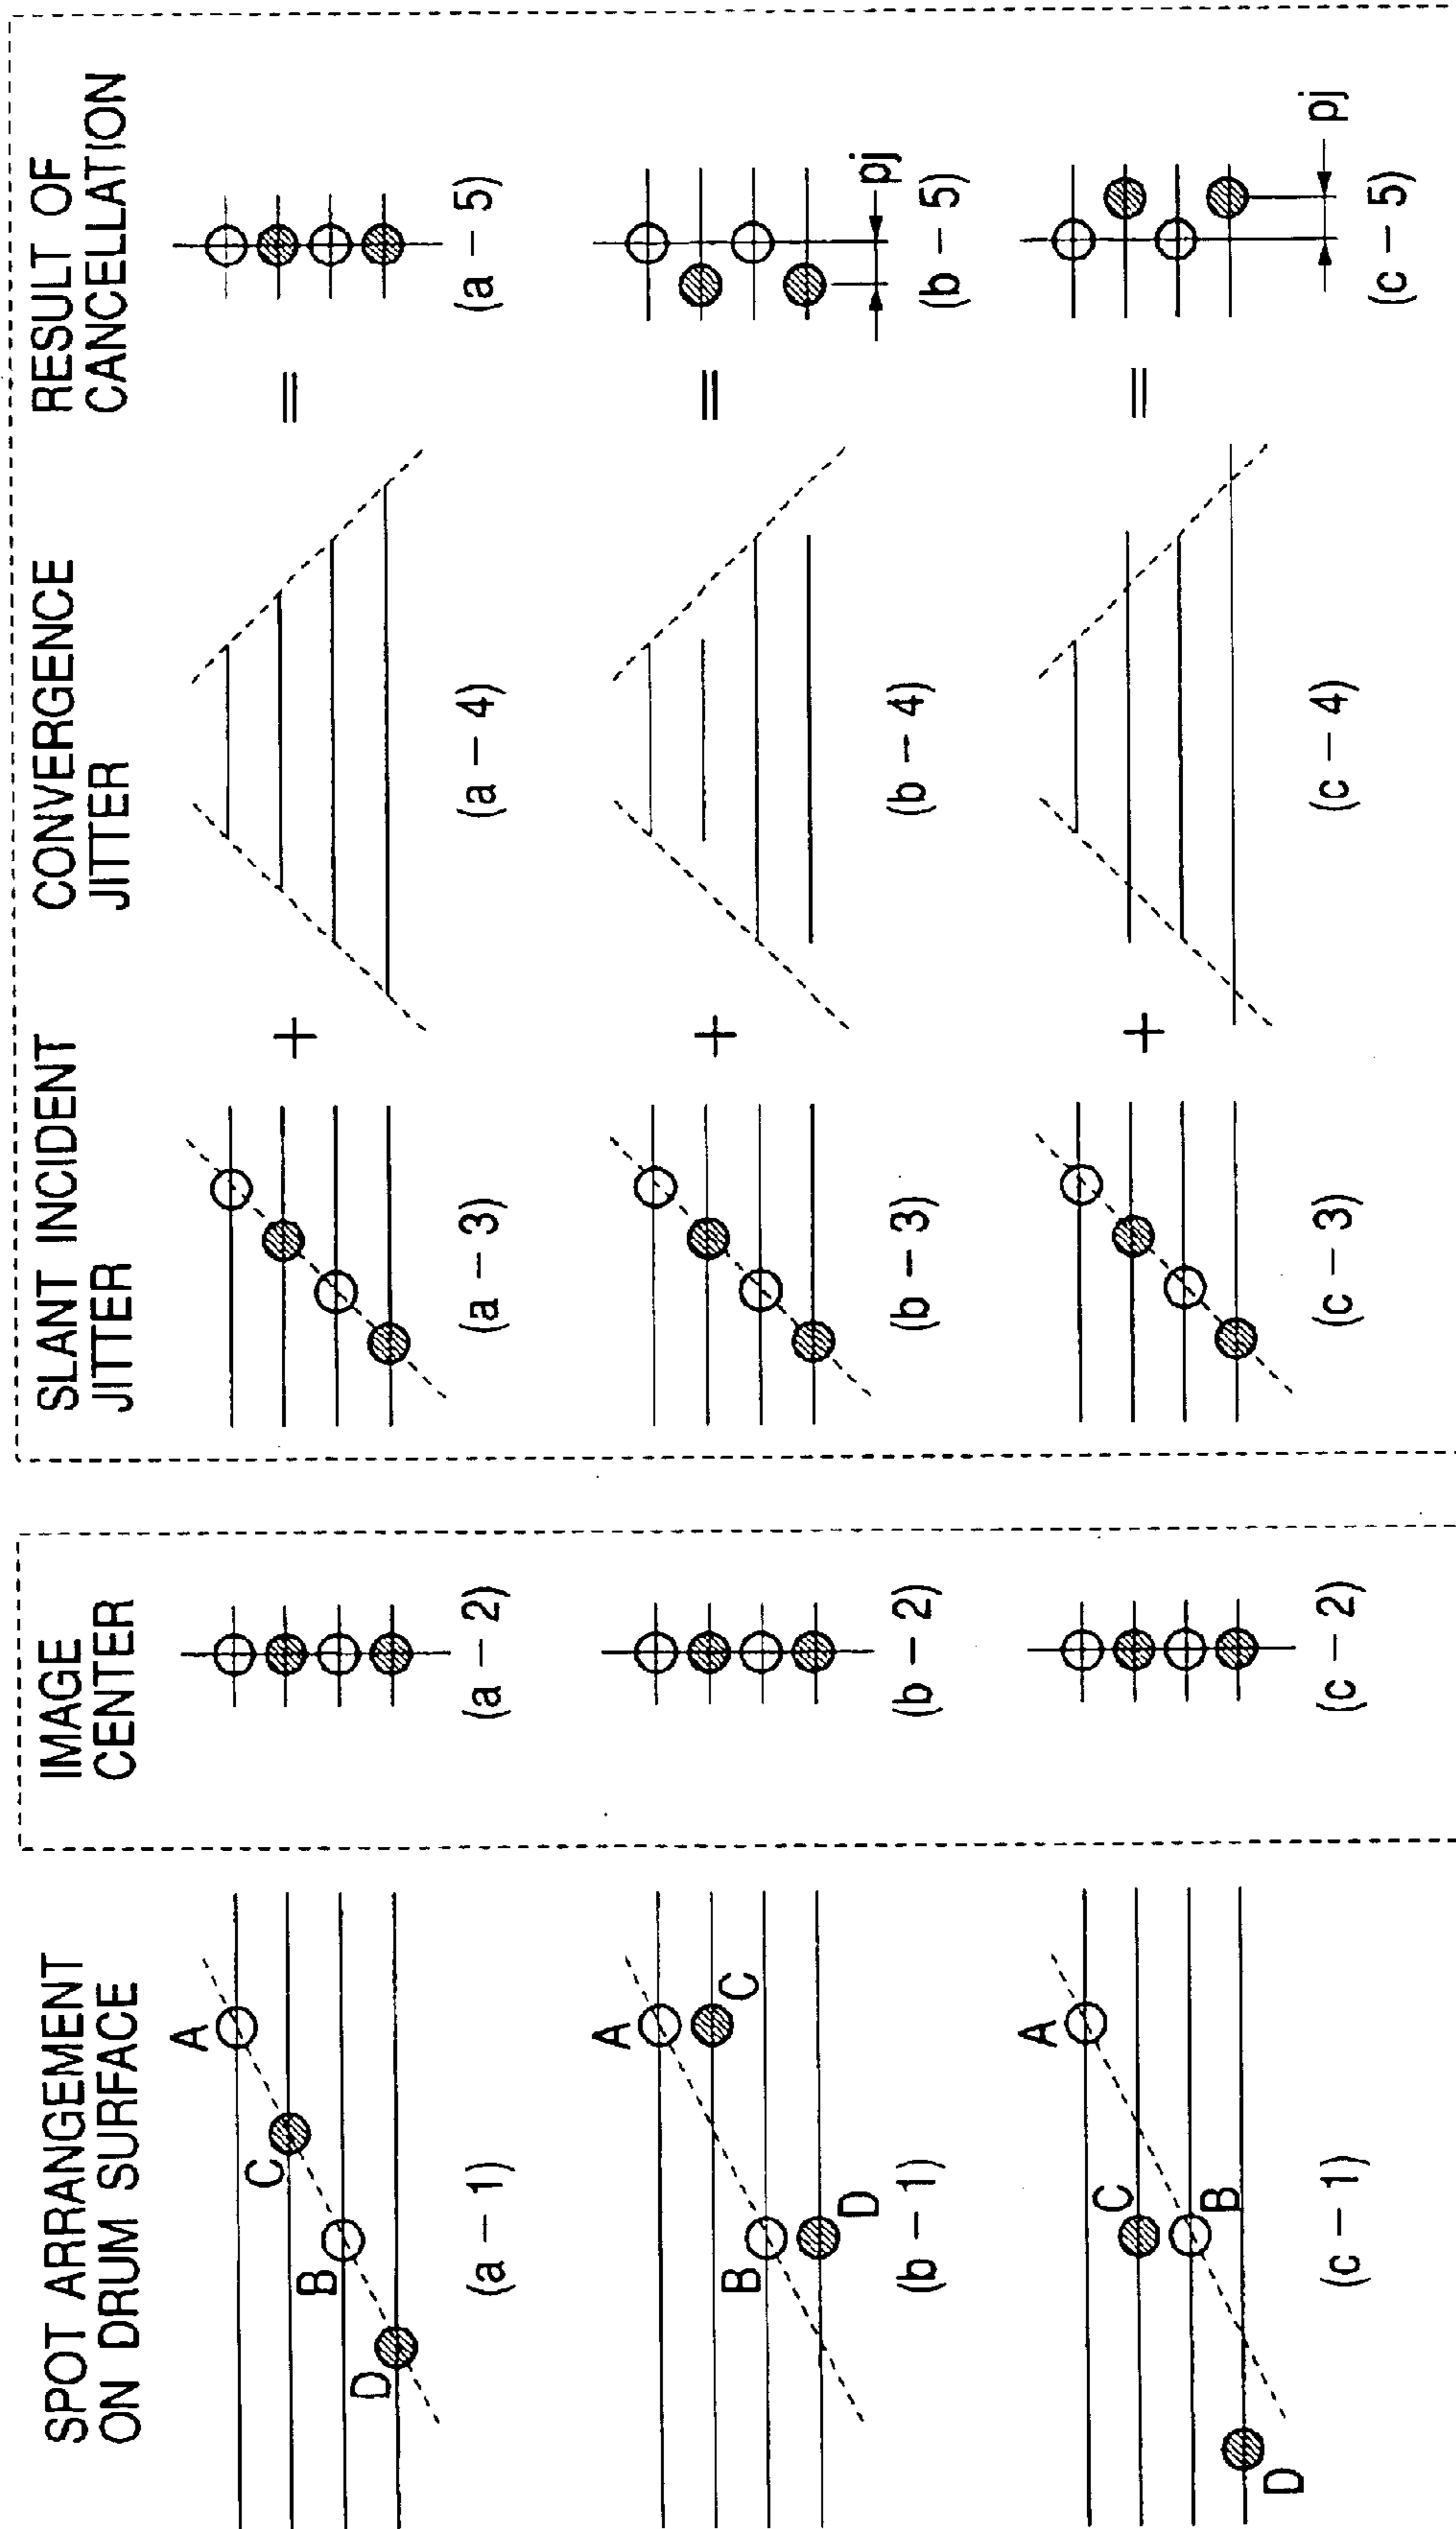 SPOT ARRANGEMENT
ON DRUM SURFACE
IMAGE
CENTER
SLANT INCIDENT
JITTER
CONVERGENCE
JITTER
RESULT OF
CANCELLATION
A
C
B
D
(a – 1)
(a – 2)
(a – 3)
+
(a – 4)
=
(a – 5)
A
C
B
D
(b – 1)
(b – 2)
(b – 3)
+
(b – 4)
=
pj
(b – 5)
A
C
B
D
(c – 1)
(c – 2)
(c – 3)
+
(c – 4)
=
pj
(c – 5)